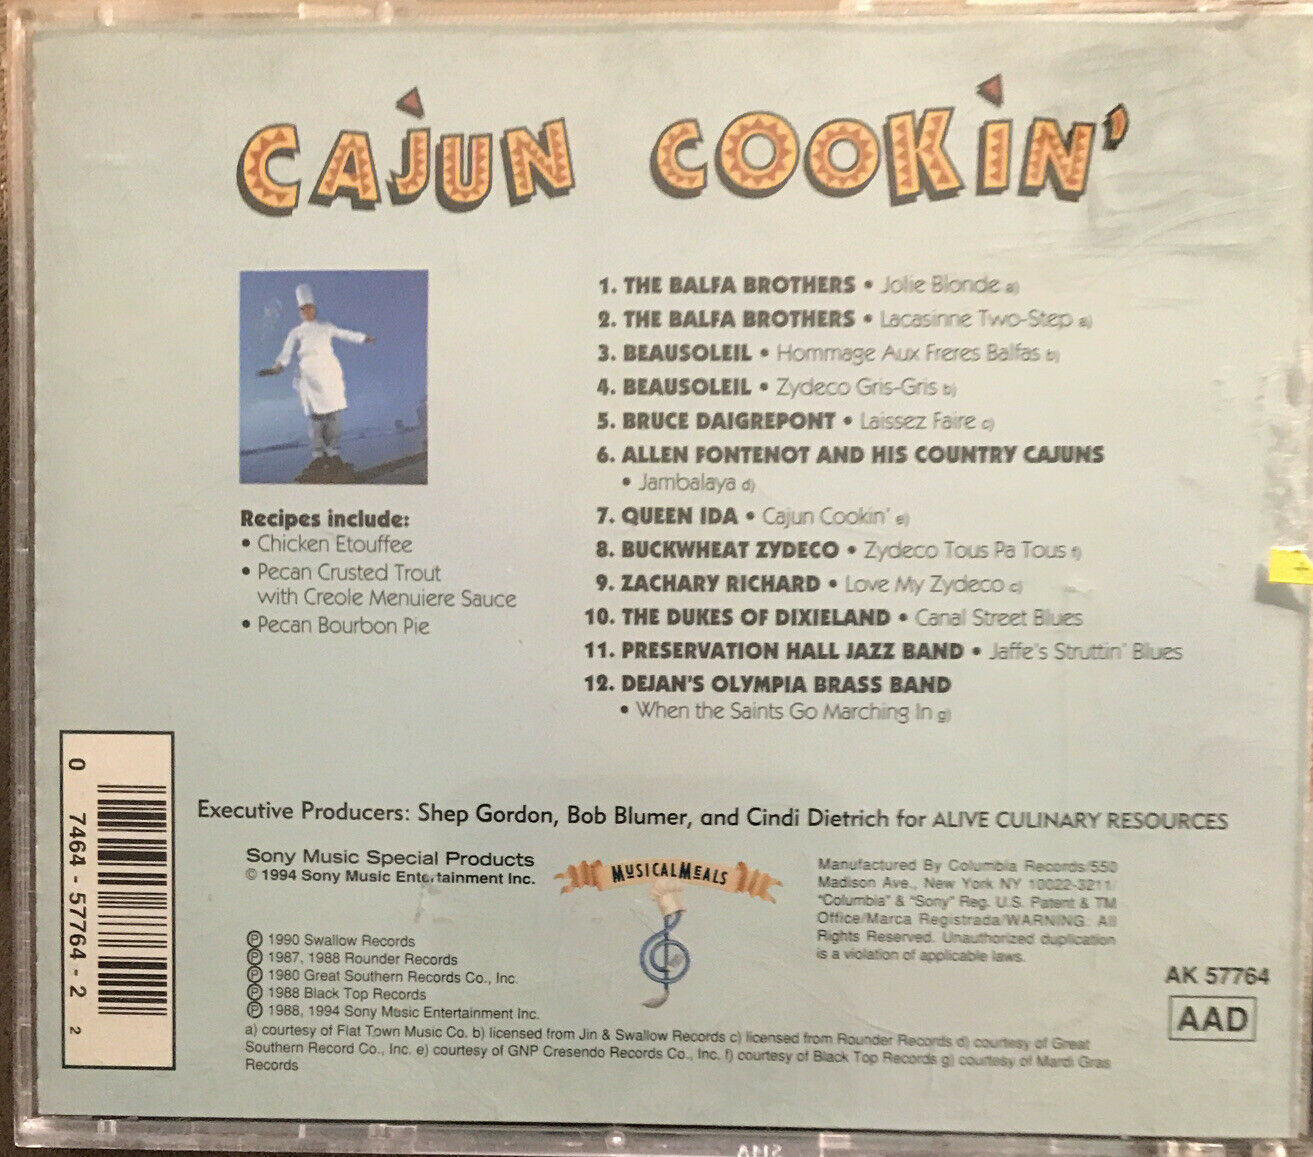 CAJUN COOKIN'
1. THE BALFA BROTHERS • Jolie Blonde a)
2. THE BALFA BROTHERS • Lacasinne Two-Step a)
3. BEAUSOLEIL • Hommage Aux Freres Balfas b)
4. BEAUSOLEIL • Zydeco Gris-Gris b)
5. BRUCE DAIGREPONT • Laissez Faire c)
6. ALLEN FONTENOT AND HIS COUNTRY CAJUNS
• Jambalaya d)
7. QUEEN IDA • Cajun Cookin' e)
8. BUCKWHEAT ZYDECO • Zydeco Tous Pa Tous f)
9. ZACHARY RICHARD • Love My Zydeco c)
10. THE DUKES OF DIXIELAND • Canal Street Blues
11. PRESERVATION HALL JAZZ BAND • Jaffe's Struttin' Blues
12. DEJAN'S OLYMPIA BRASS BAND
• When the Saints Go Marching In g)
Recipes include:
• Chicken Etouffee
• Pecan Crusted Trout
with Creole Menuiere Sauce
• Pecan Bourbon Pie
0 7464-57764-2 2
Executive Producers: Shep Gordon, Bob Blumer, and Cindi Dietrich for ALIVE CULINARY RESOURCES
Sony Music Special Products
© 1994 Sony Music Entertainment Inc.
MUSICALMEALS
Manufactured By Columbia Records/550
Madison Ave., New York NY 10022-3211/
"Columbia" & "Sony" Reg. U.S. Patent & TM
Office/Marca Registrada/WARNING. All
Rights Reserved. Unauthorized duplication
is a violation of applicable laws.
℗ 1990 Swallow Records
℗ 1987, 1988 Rounder Records
℗ 1980 Great Southern Records Co., Inc.
℗ 1988 Black Top Records
℗ 1988, 1994 Sony Music Entertainment Inc.
a) courtesy of Flat Town Music Co. b) licensed from Jin & Swallow Records c) licensed from Rounder Records d) courtesy of Great
Southern Record Co., Inc. e) courtesy of GNP Cresendo Records Co., Inc. f) courtesy of Black Top Records g) courtesy of Mardi Gras
Records
AK 57764
AAD